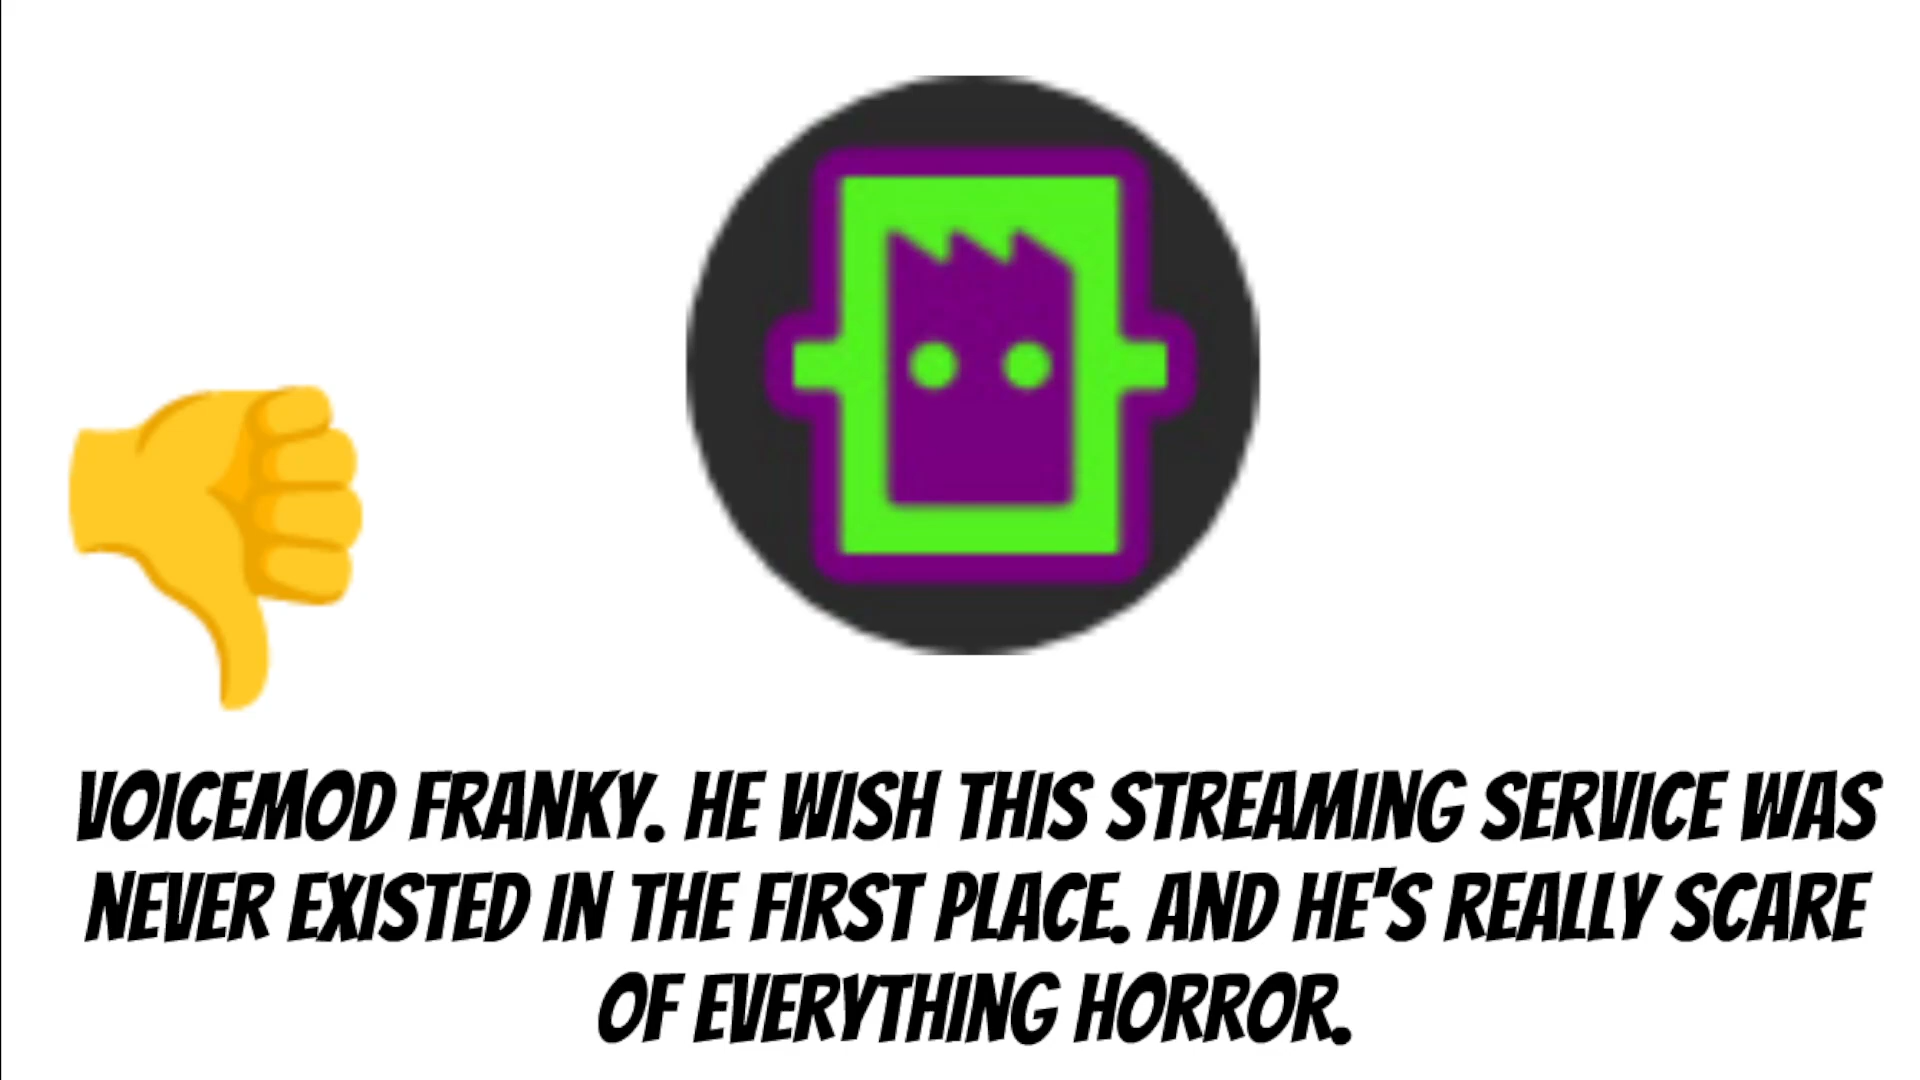 VOICEMOD FRANKY. HE WISH THIS STREAMING SERVICE WAS
NEVER EXISTED IN THE FIRST PLACE. AND HE'S REALLY SCARE
OF EVERYTHING HORROR.